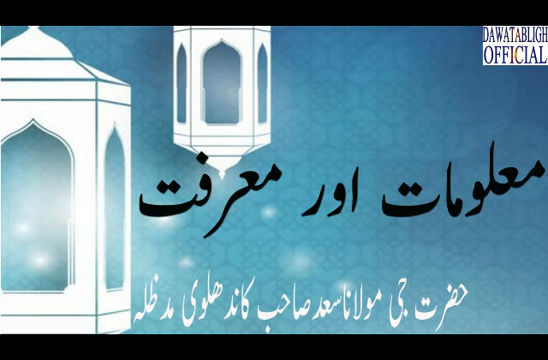 DAWATABLIGH
OFFICIAL
معلومات اور معرفت
حضرت جی مولانا سعد صاحب کاندھلوی مدظلہ